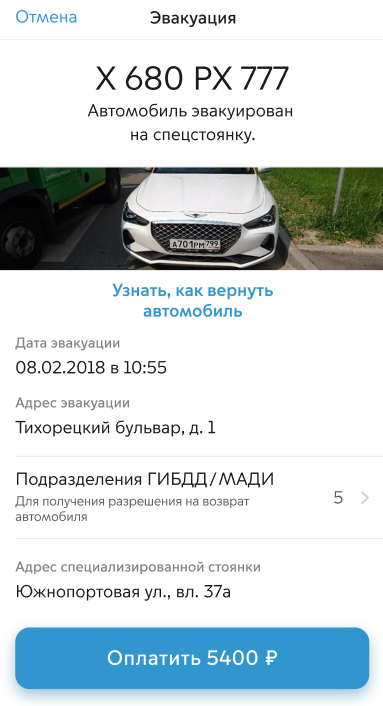 Отмена
Эвакуация
Х 680 РХ 777
Автомобиль эвакуирован
на спецстоянку.
А701РМ 799
Узнать, как вернуть
автомобиль
Дата эвакуации
08.02.2018 в 10:55
Адрес эвакуации
Тихорецкий бульвар, д. 1
Подразделения ГИБДД/МАДИ
Для получения разрешения на возврат
автомобиля
5
Адрес специализированной стоянки
Южнопортовая ул., вл. 37а
Оплатить 5400 ₽